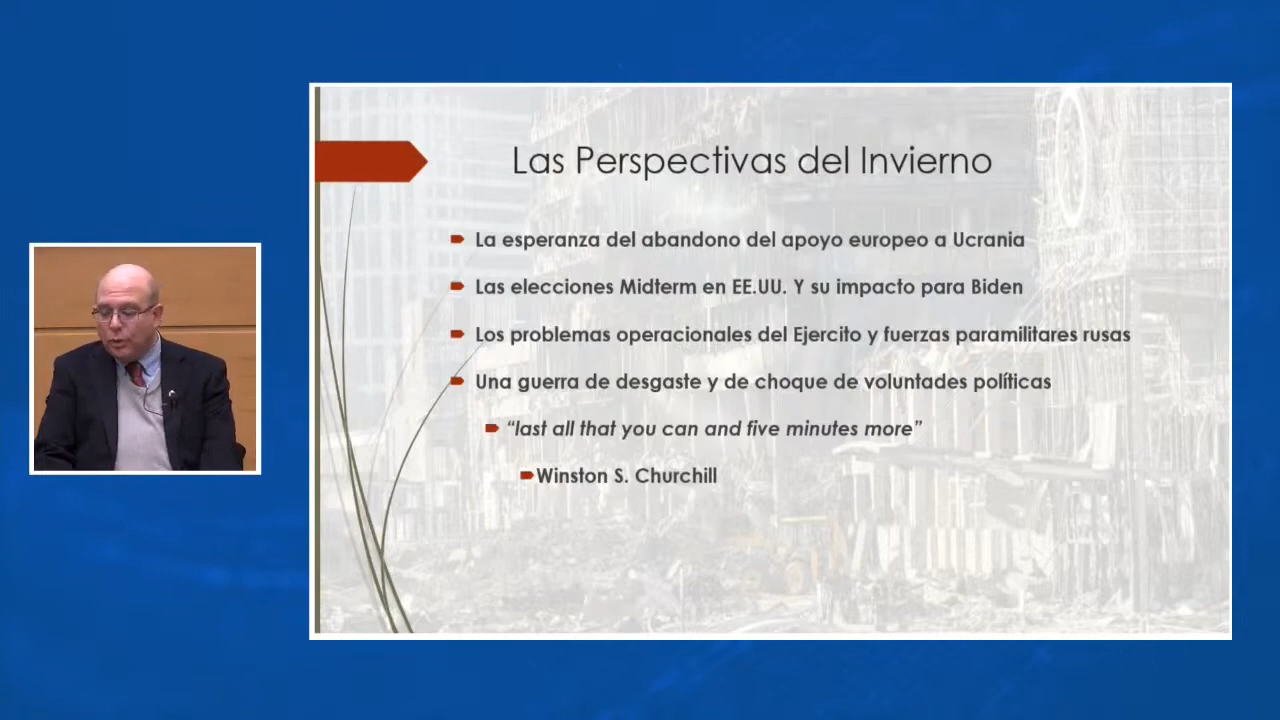 Las Perspectivas del Invierno
La esperanza del abandono del apoyo europeo a Ucrania
Las elecciones Midterm en EE.UU. Y su impacto para Biden
Los problemas operacionales del Ejercito y fuerzas paramilitares rusas
Una guerra de desgaste y de choque de voluntades políticas
“last all that you can and five minutes more”
Winston S. Churchill